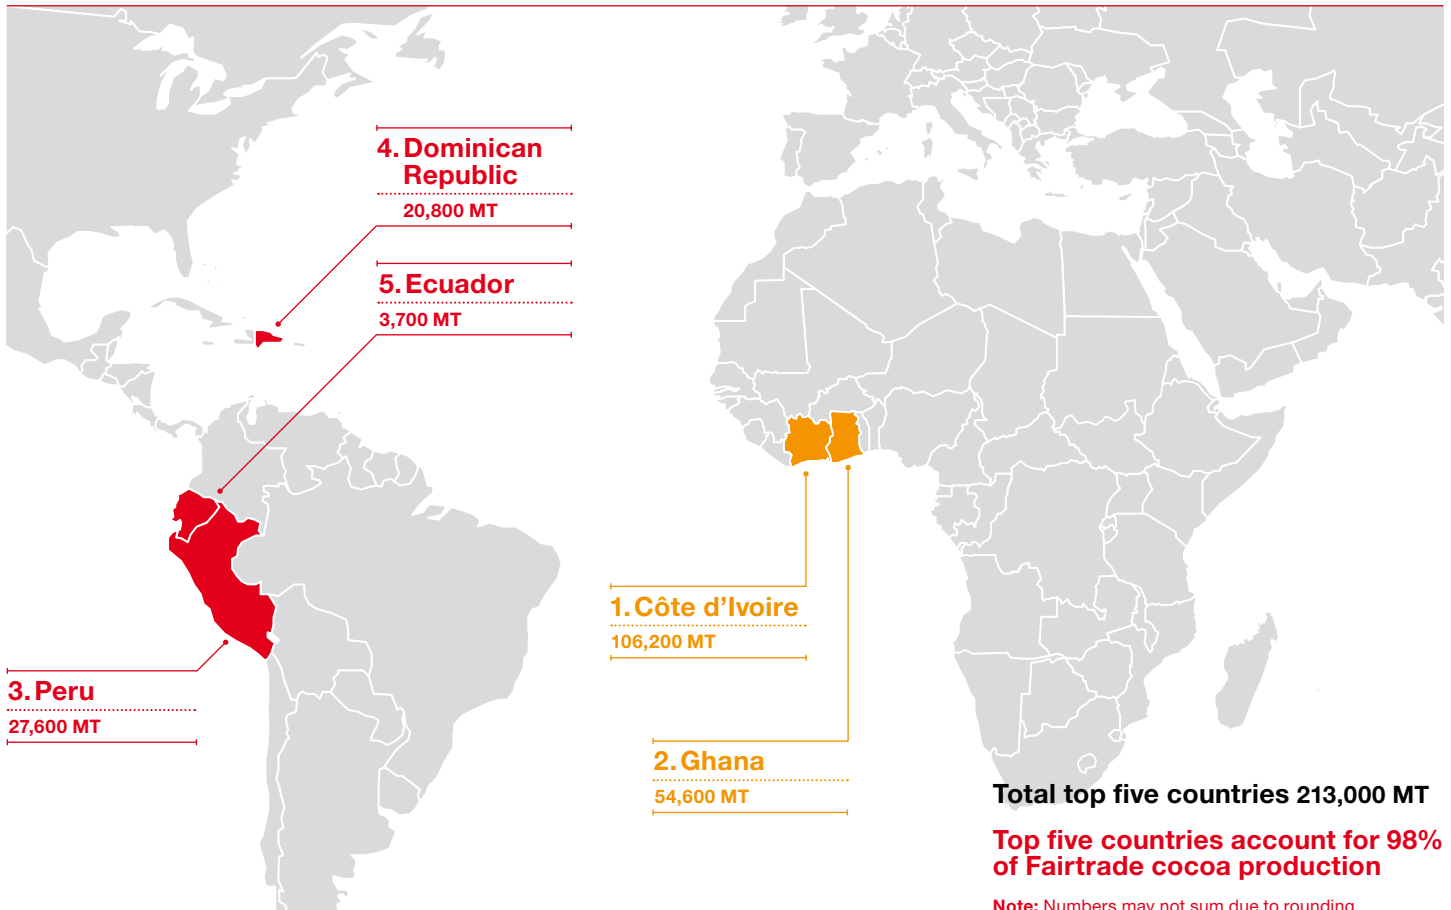 4. Dominican
Republic
20,800 MT
5. Ecuador
3,700 MT
1. Côte d’Ivoire
106,200 MT
3. Peru
27,600 MT
2. Ghana
54,600 MT
Total top five countries 213,000 MT
Top five countries account for 98%
of Fairtrade cocoa production
Note: Numbers may not sum due to rounding